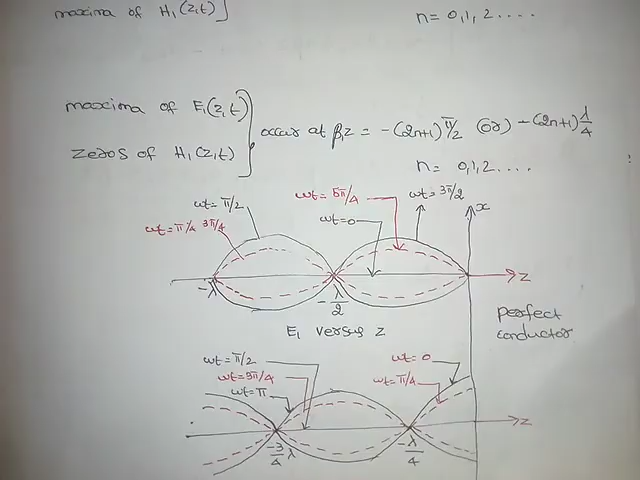 maxima of H₁(z,t)]
n = 0,1,2 ....
maxima of E₁(z,t)
zeros of H₁(z,t)
occur at β₁z = -(2n+1) π/2 (or) -(2n+1) λ/4
n = 0,1,2 ....
ωt = π/2
ωt = π/4 3π/4
ωt = 5π/4
ωt = 0
ωt = 3π/2
x
z
-λ
-λ/2
E₁ versus z
perfect
conductor
ωt = π/2
ωt = 3π/4
ωt = π
ωt = 0
ωt = π/4
z
-3/4 λ
-λ/4